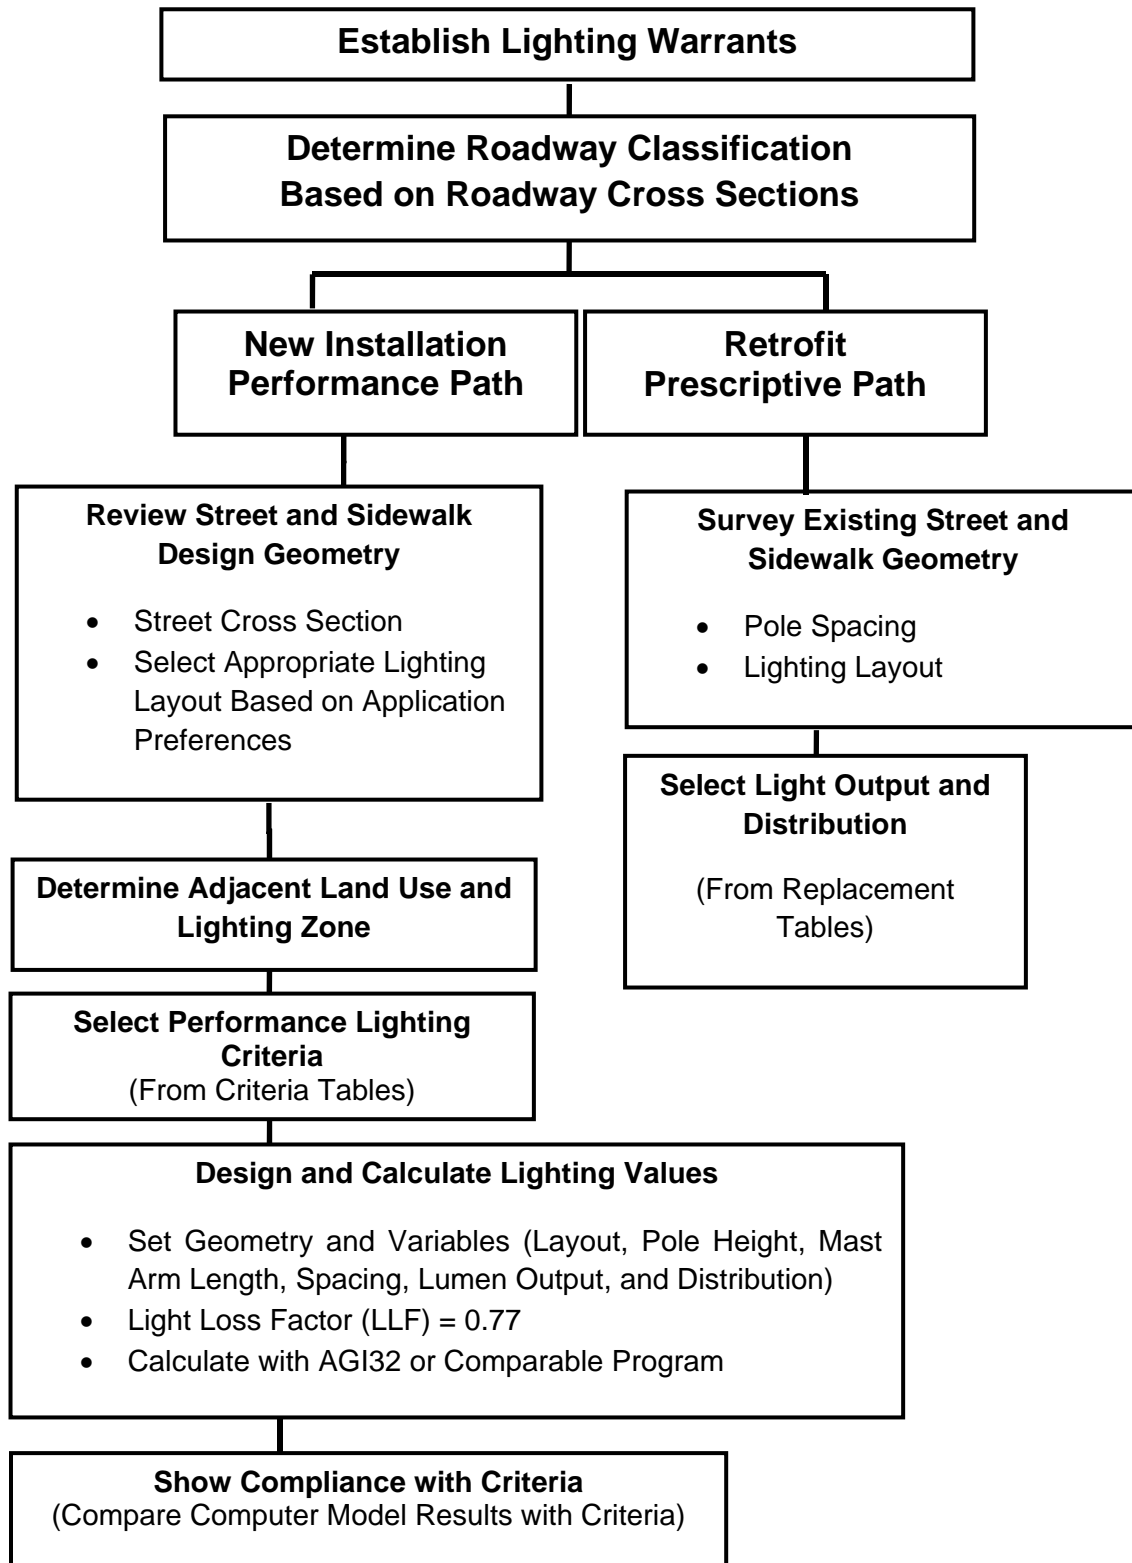 Establish Lighting Warrants
Determine Roadway Classification
Based on Roadway Cross Sections
New Installation
Performance Path
Retrofit
Prescriptive Path
Review Street and Sidewalk
Design Geometry
• Street Cross Section
• Select Appropriate Lighting
Layout Based on Application
Preferences
Survey Existing Street and
Sidewalk Geometry
• Pole Spacing
• Lighting Layout
Select Light Output and
Distribution
(From Replacement
Tables)
Determine Adjacent Land Use and
Lighting Zone
Select Performance Lighting
Criteria
(From Criteria Tables)
Design and Calculate Lighting Values
• Set Geometry and Variables (Layout, Pole Height, Mast
Arm Length, Spacing, Lumen Output, and Distribution)
• Light Loss Factor (LLF) = 0.77
• Calculate with AGI32 or Comparable Program
Show Compliance with Criteria
(Compare Computer Model Results with Criteria)